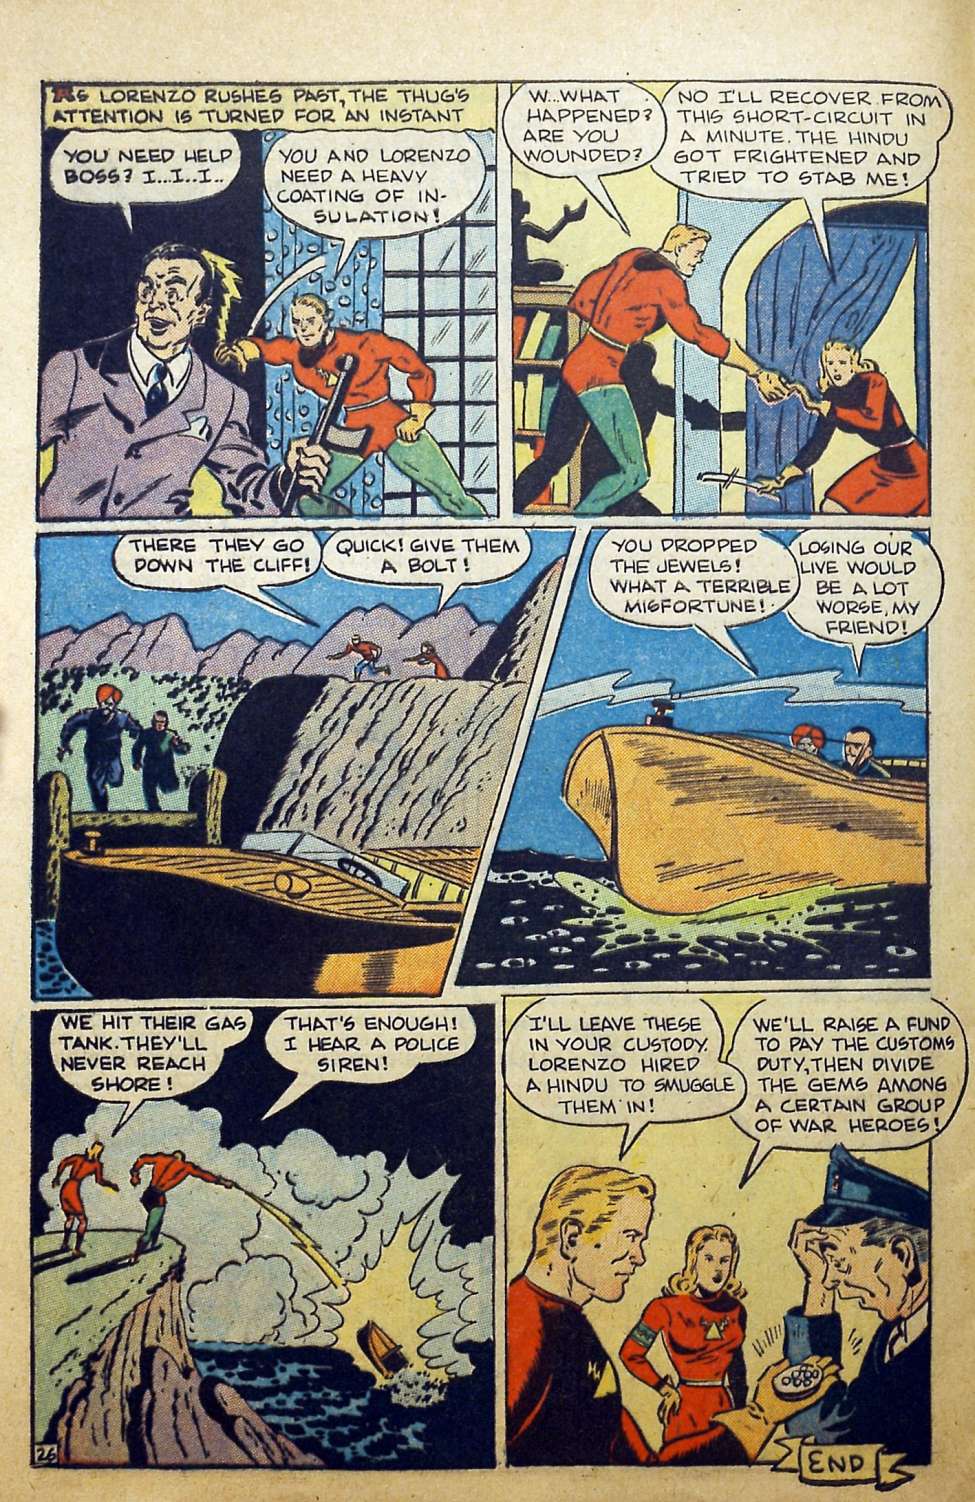 AS LORENZO RUSHES PAST, THE THUG'S
ATTENTION IS TURNED FOR AN INSTANT
YOU NEED HELP
BOSS? I...I..I..
YOU AND LORENZO
NEED A HEAVY
COATING OF IN-
SULATION!
W...WHAT
HAPPENED?
ARE YOU
WOUNDED?
NO I'LL RECOVER FROM
THIS SHORT-CIRCUIT IN
A MINUTE. THE HINDU
GOT FRIGHTENED AND
TRIED TO STAB ME!
THERE THEY GO
DOWN THE CLIFF!
QUICK! GIVE THEM
A BOLT!
YOU DROPPED
THE JEWELS!
WHAT A TERRIBLE
MISFORTUNE!
LOSING OUR
LIVE WOULD
BE A LOT
WORSE, MY
FRIEND!
WE HIT THEIR GAS
TANK. THEY'LL
NEVER REACH
SHORE!
THAT'S ENOUGH!
I HEAR A POLICE
SIREN!
26
I'LL LEAVE THESE
IN YOUR CUSTODY.
LORENZO HIRED
A HINDU TO SMUGGLE
THEM IN!
WE'LL RAISE A FUND
TO PAY THE CUSTOMS
DUTY, THEN DIVIDE
THE GEMS AMONG
A CERTAIN GROUP
OF WAR HEROES!
END